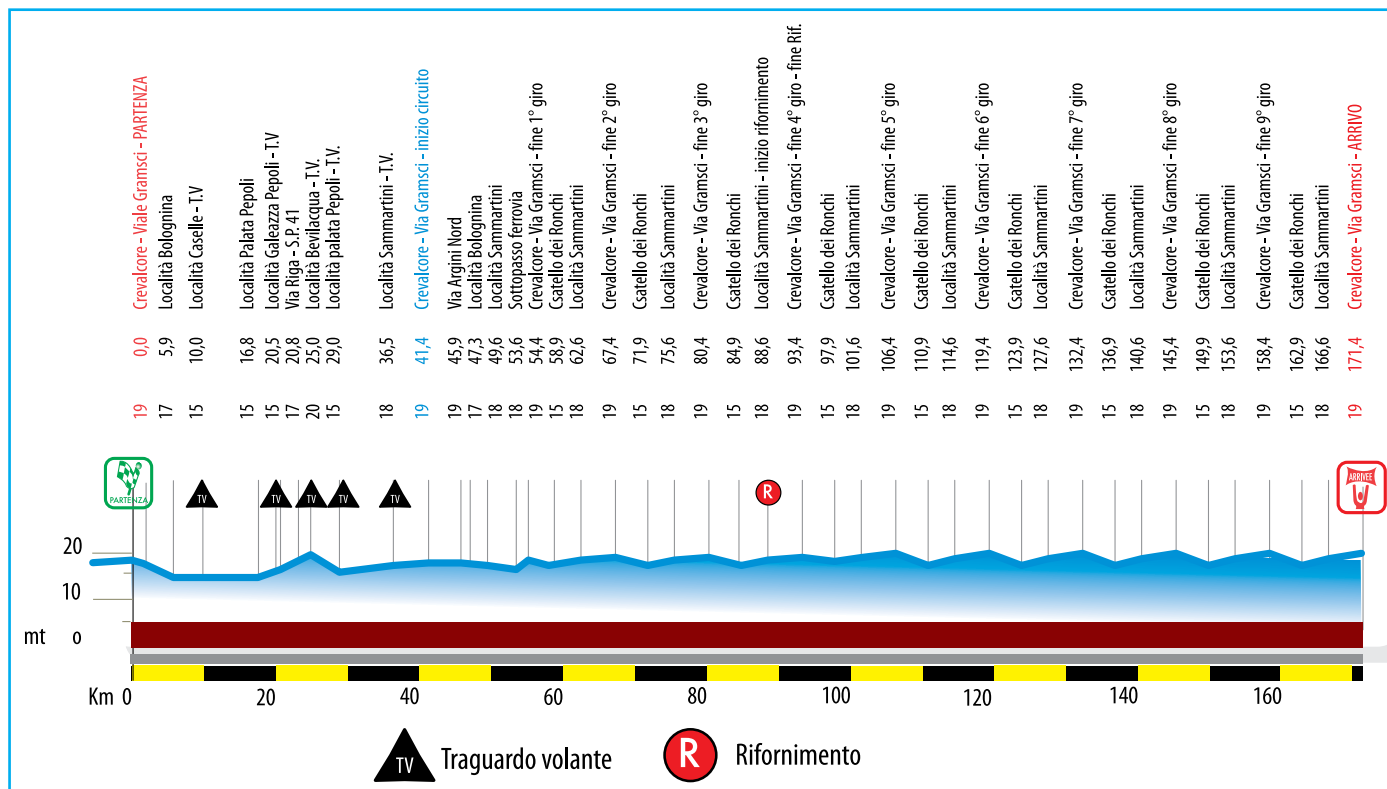 Crevalcore - Viale Gramsci - PARTENZA
Località Bolognina
Località Caselle - T.V
Località Palata Pepoli
Località Galeazza Pepoli - T.V
Via Riga - S.P. 41
Località Bevilacqua - T.V.
Località palata Pepoli - T.V.
Località Sammartini - T.V.
Crevalcore - Via Gramsci - inizio circuito
Via Argini Nord
Località Bolognina
Località Sammartini
Sottopasso ferrovia
Crevalcore - Via Gramsci - fine 1° giro
Csatello dei Ronchi
Località Sammartini
Crevalcore - Via Gramsci - fine 2° giro
Csatello dei Ronchi
Località Sammartini
Crevalcore - Via Gramsci - fine 3° giro
Csatello dei Ronchi
Località Sammartini - inizio rifornimento
Crevalcore - Via Gramsci - fine 4° giro - fine Rif.
Csatello dei Ronchi
Località Sammartini
Crevalcore - Via Gramsci - fine 5° giro
Csatello dei Ronchi
Località Sammartini
Crevalcore - Via Gramsci - fine 6° giro
Csatello dei Ronchi
Località Sammartini
Crevalcore - Via Gramsci - fine 7° giro
Csatello dei Ronchi
Località Sammartini
Crevalcore - Via Gramsci - fine 8° giro
Csatello dei Ronchi
Località Sammartini
Crevalcore - Via Gramsci - fine 9° giro
Csatello dei Ronchi
Località Sammartini
Crevalcore - Via Gramsci - ARRIVO
0,0 5,9 10,0 16,8 20,5 20,8 25,0 29,0 36,5 41,4 45,9 47,3 49,6 53,6 54,4 58,9 62,6 67,4 71,9 75,6 80,4 84,9 88,6 93,4 97,9 101,6 106,4 110,9 114,6 119,4 123,9 127,6 132,4 136,9 140,6 145,4 149,9 153,6 158,4 162,9 166,6 171,4
19 17 15 15 15 17 20 15 18 19 19 17 18 18 19 15 18 19 15 18 19 15 18 19 15 18 19 15 18 19 15 18 19 15 18 19 15 18 19 15 18 19
PARTENZA
TV TV TV TV TV
R
ARRIVEE
20
10
mt o
Km 0 20 40 60 80 100 120 140 160
TV Traguardo volante
R Rifornimento